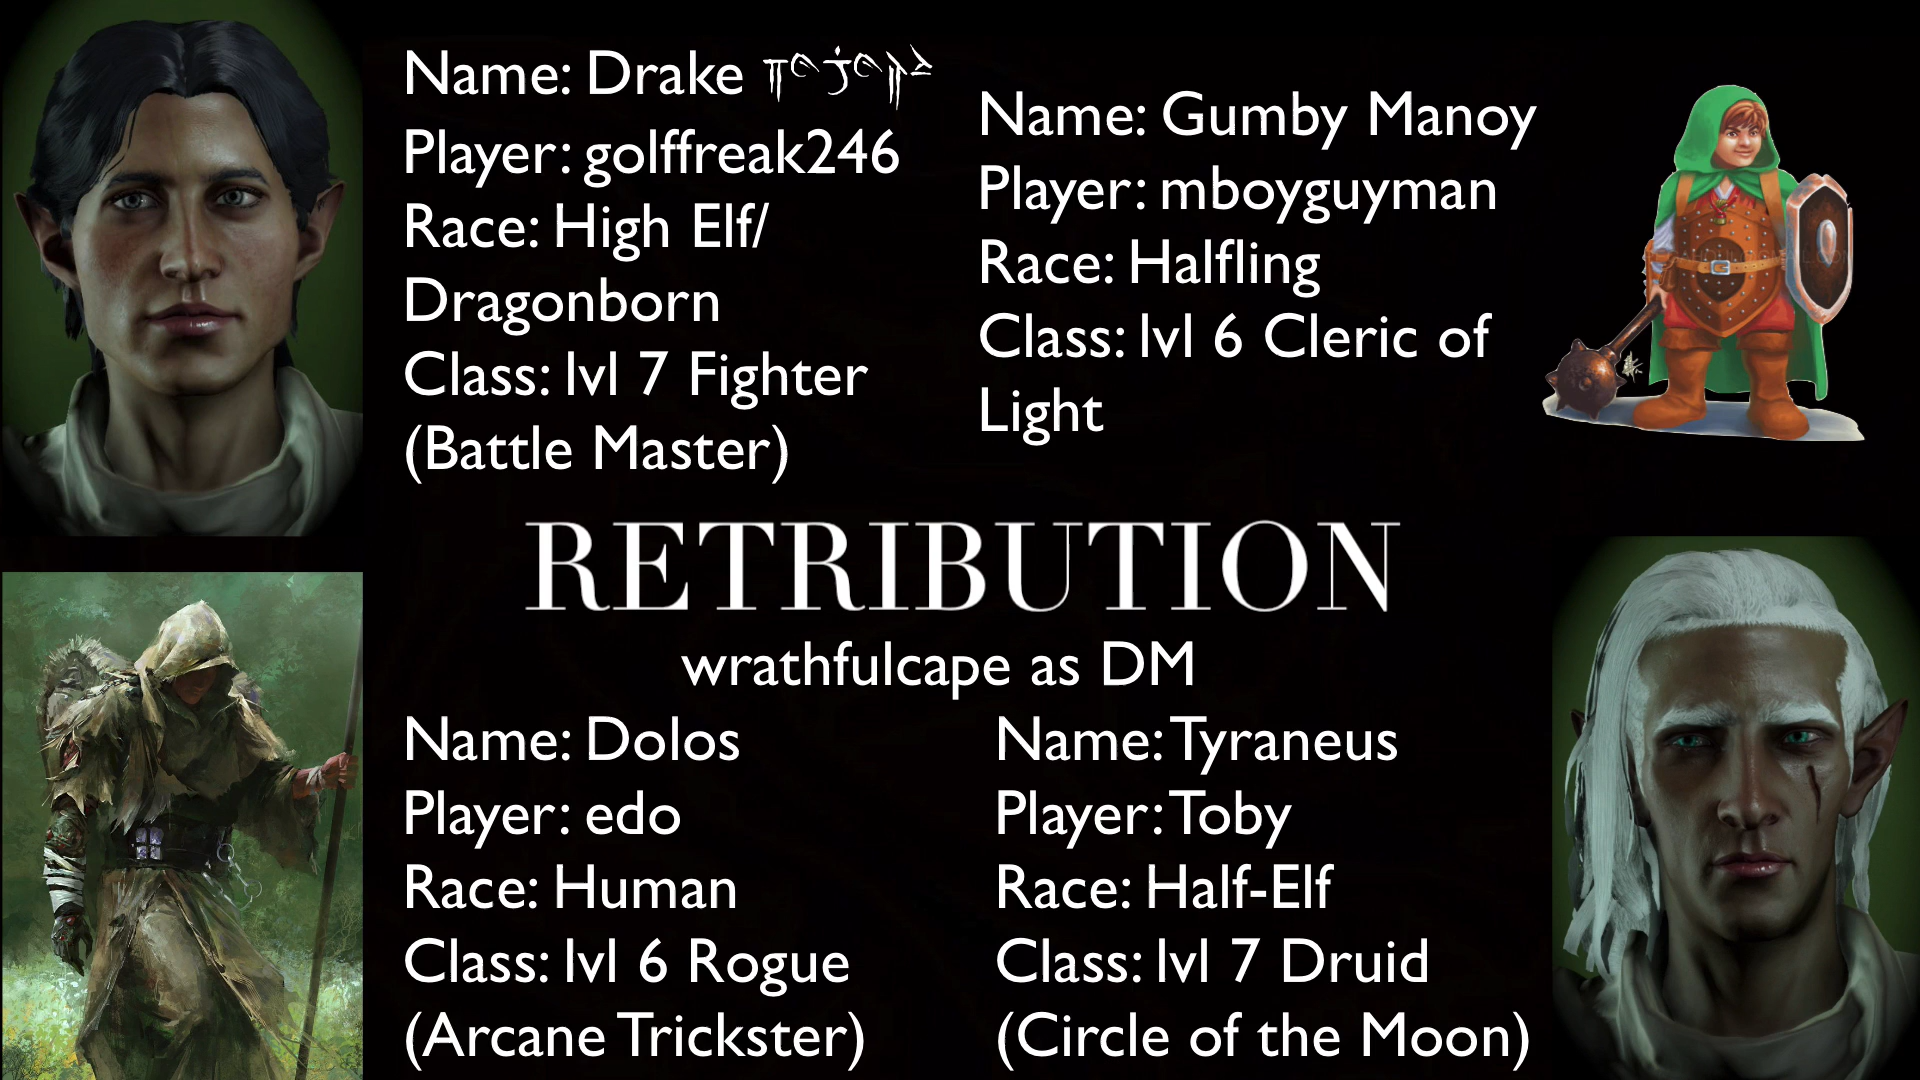 Name: Drake
Player: golffreak246
Race: High Elf/
Dragonborn
Class: lvl 7 Fighter
(Battle Master)
Name: Gumby Manoy
Player: mboyguyman
Race: Halfling
Class: lvl 6 Cleric of
Light
RETRIBUTION
wrathfulcape as DM
Name: Dolos
Player: edo
Race: Human
Class: lvl 6 Rogue
(Arcane Trickster)
Name: Tyraneus
Player: Toby
Race: Half-Elf
Class: lvl 7 Druid
(Circle of the Moon)